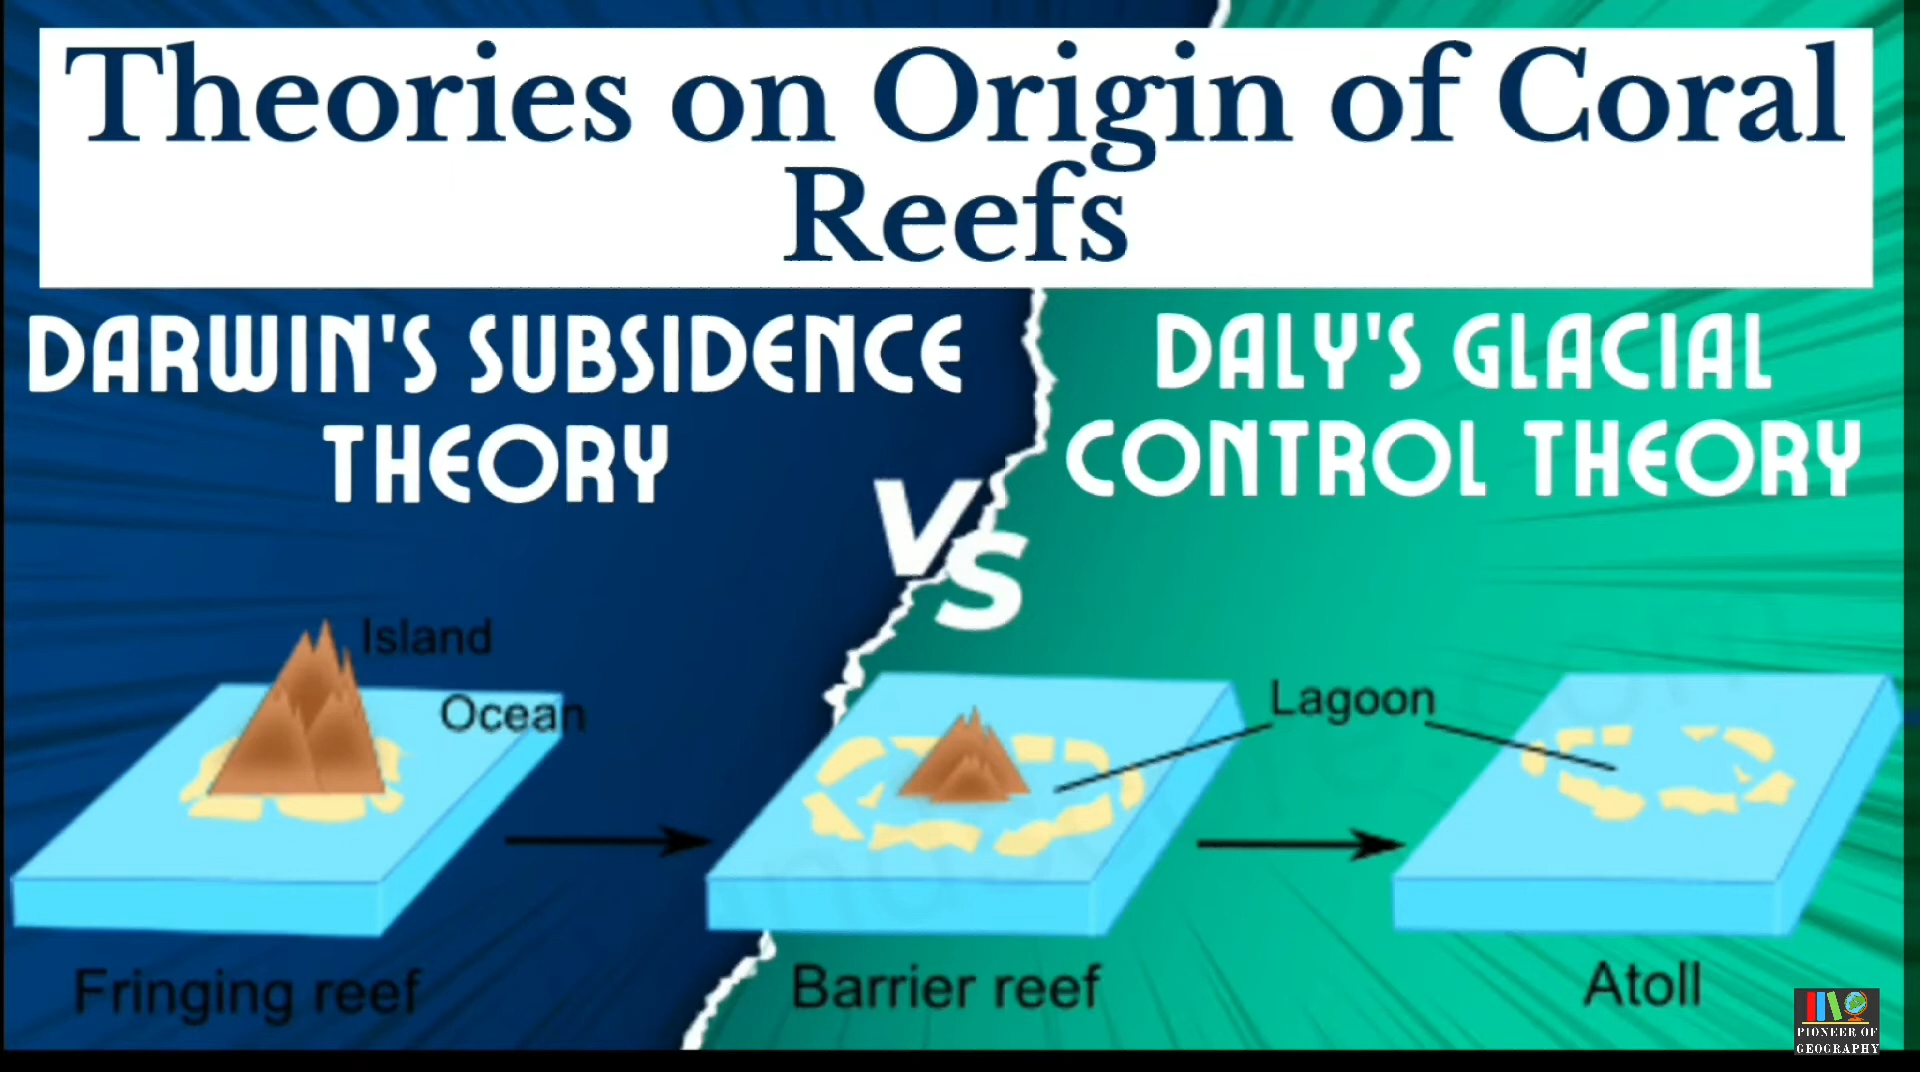 Theories on Origin of Coral
Reefs
DARWIN'S SUBSIDENCE
THEORY
DALY'S GLACIAL
CONTROL THEORY
VS
Island
Ocean
Lagoon
Fringing reef
Barrier reef
Atoll
PIONEER OF
GEOGRAPHY